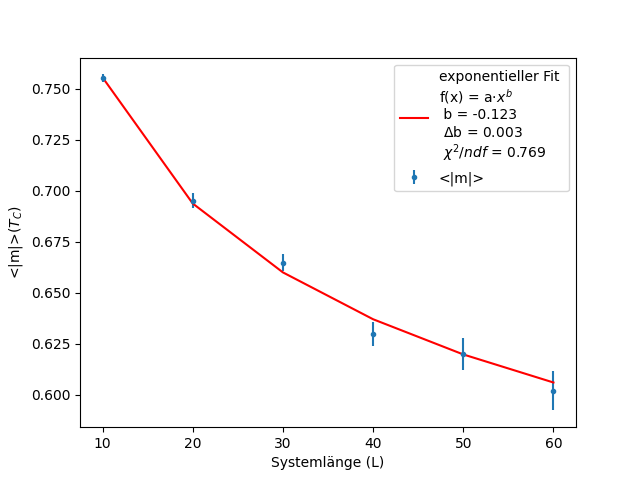 exponentieller Fit
f(x) = a·x^b
b = -0.123
Δb = 0.003
χ²/ndf = 0.769
<|m|>
0.750
0.725
0.700
0.675
0.650
0.625
0.600
<|m|>(T_C)
10 20 30 40 50 60
Systemlänge (L)